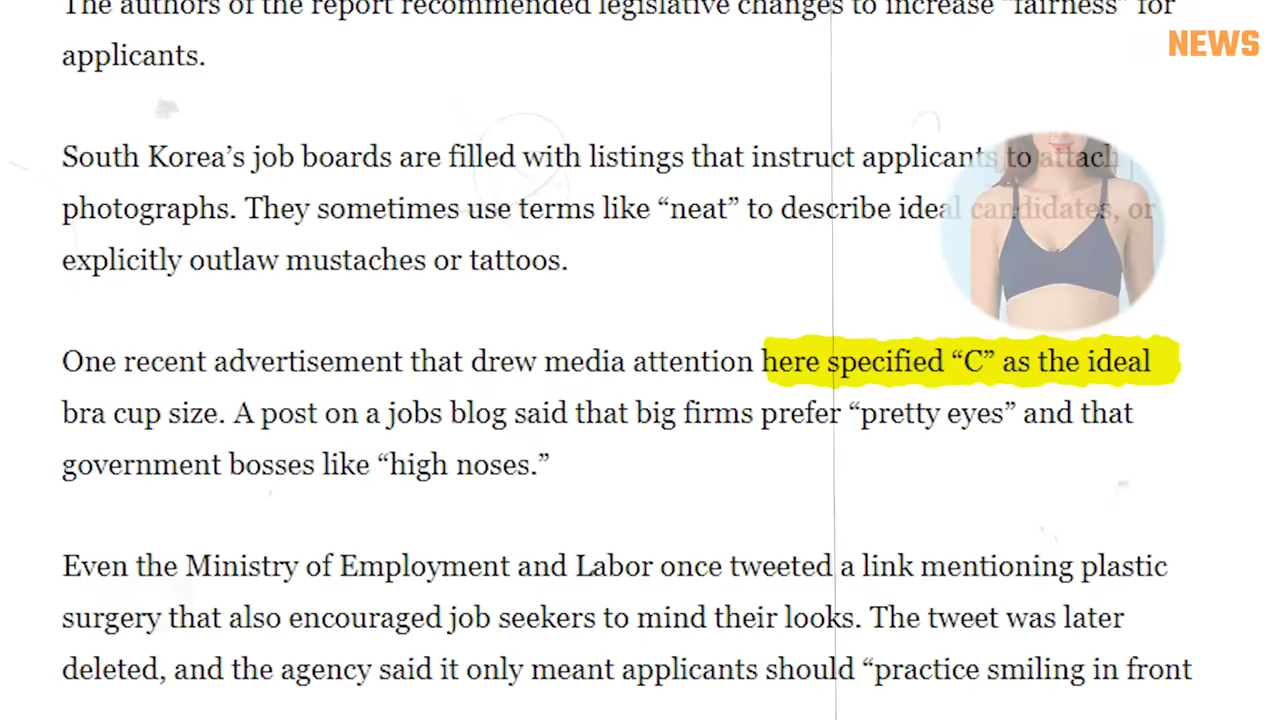 The authors of the report recommended legislative changes to increase “fairness” for
applicants.
NEWS
South Korea’s job boards are filled with listings that instruct applicants to attach
photographs. They sometimes use terms like “neat” to describe ideal candidates, or
explicitly outlaw mustaches or tattoos.
One recent advertisement that drew media attention here specified “C” as the ideal
bra cup size. A post on a jobs blog said that big firms prefer “pretty eyes” and that
government bosses like “high noses.”
Even the Ministry of Employment and Labor once tweeted a link mentioning plastic
surgery that also encouraged job seekers to mind their looks. The tweet was later
deleted, and the agency said it only meant applicants should “practice smiling in front